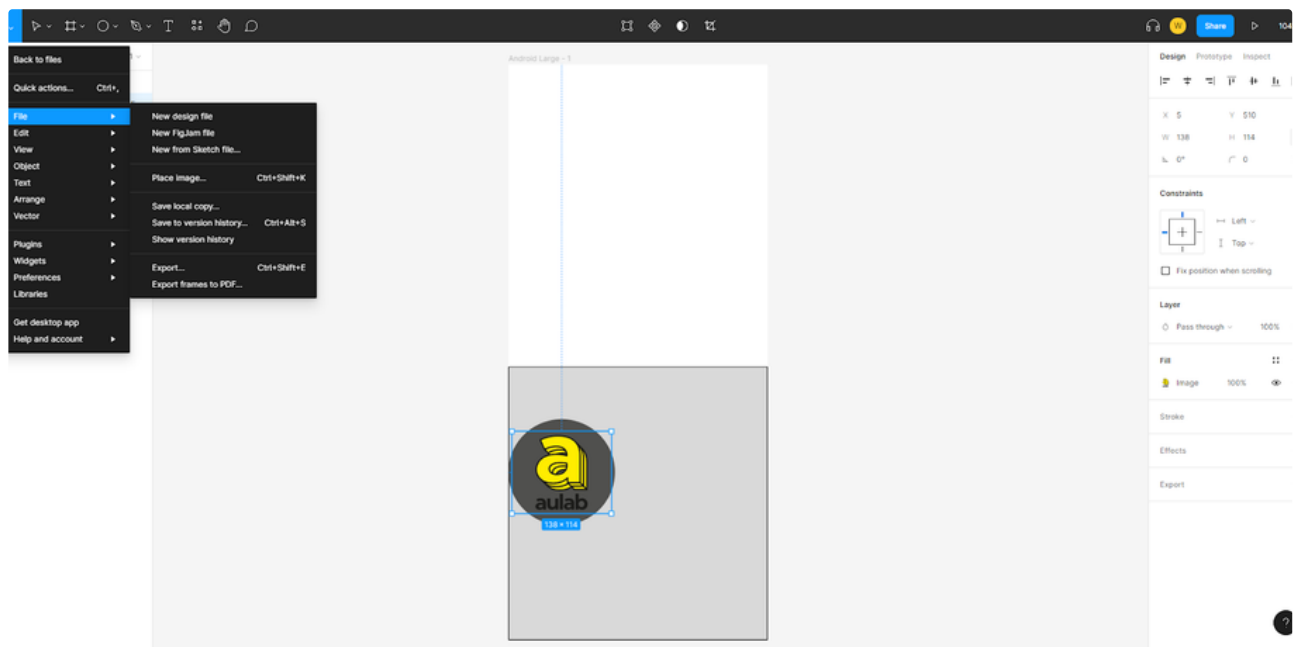 W
Share
104
Back to files
Quick actions... Ctrl+,
File
Edit
View
Object
Text
Arrange
Vector
Plugins
Widgets
Preferences
Libraries
Get desktop app
Help and account
New design file
New FigJam file
New from Sketch file...
Place image... Ctrl+Shift+K
Save local copy...
Save to version history... Ctrl+Alt+S
Show version history
Export... Ctrl+Shift+E
Export frames to PDF...
Android Large - 1
a
aulab
138 × 114
Design Prototype Inspect
X 5 Y 510
W 138 H 114
0° 0
Constraints
Left
Top
Fix position when scrolling
Layer
Pass through 100%
Fill
Image 100%
Stroke
Effects
Export
?